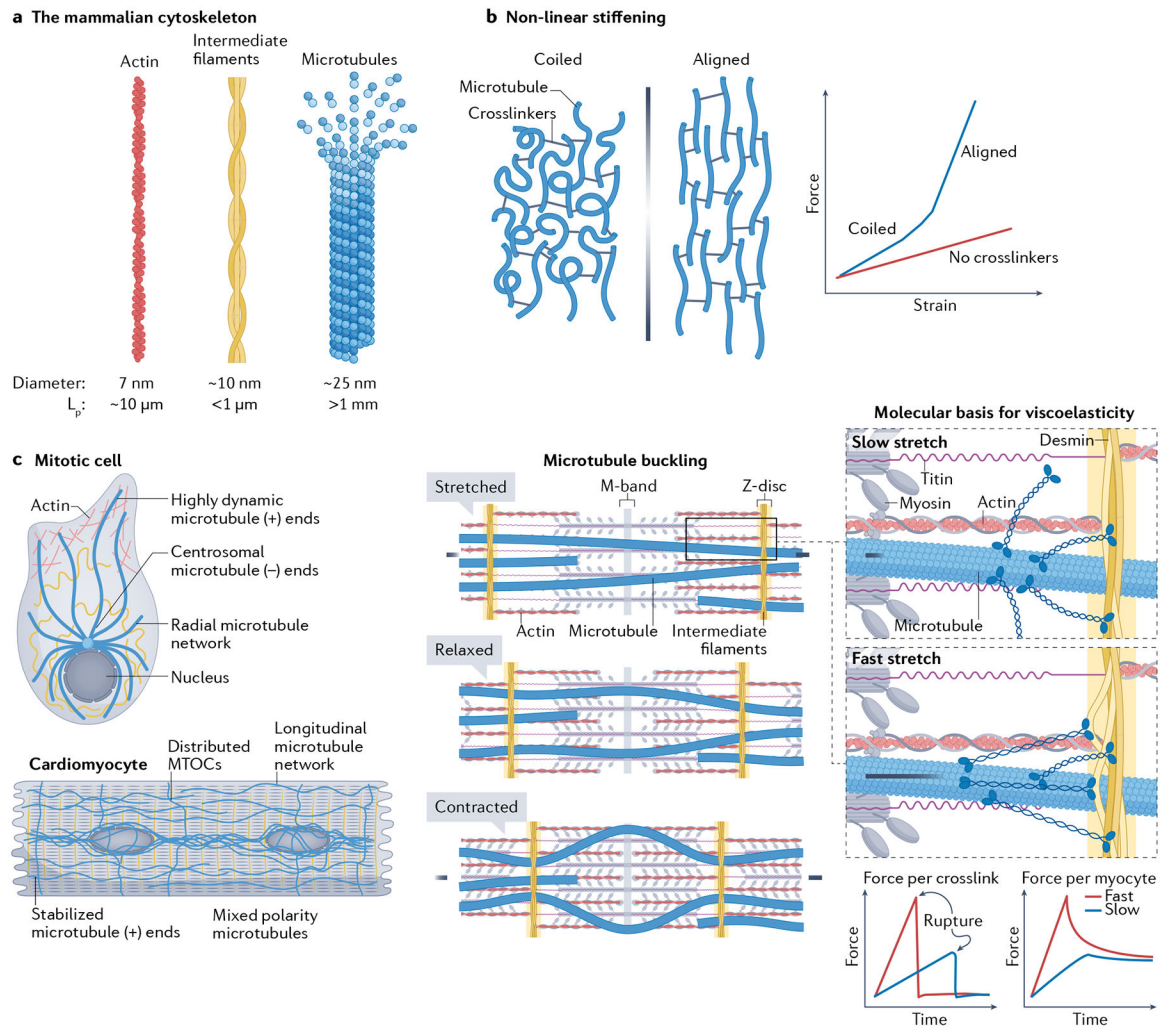 a The mammalian cytoskeleton
Actin
Intermediate
filaments
Microtubules
Diameter: 7 nm ~10 nm ~25 nm
Lp: ~10 µm <1 µm >1 mm
b Non-linear stiffening
Coiled
Aligned
Microtubule
Crosslinkers
Force
Aligned
Coiled
No crosslinkers
Strain
c Mitotic cell
Actin
Highly dynamic
microtubule (+) ends
Centrosomal
microtubule (–) ends
Radial microtubule
network
Nucleus
Cardiomyocyte
Distributed
MTOCs
Longitudinal
microtubule
network
Stabilized
microtubule (+) ends
Mixed polarity
microtubules
Microtubule buckling
Stretched
M-band
Z-disc
Actin
Microtubule
Intermediate
filaments
Relaxed
Contracted
Molecular basis for viscoelasticity
Slow stretch
Desmin
Titin
Myosin
Actin
Microtubule
Fast stretch
Force per crosslink
Rupture
Force
Time
Force per myocyte
Fast
Slow
Force
Time